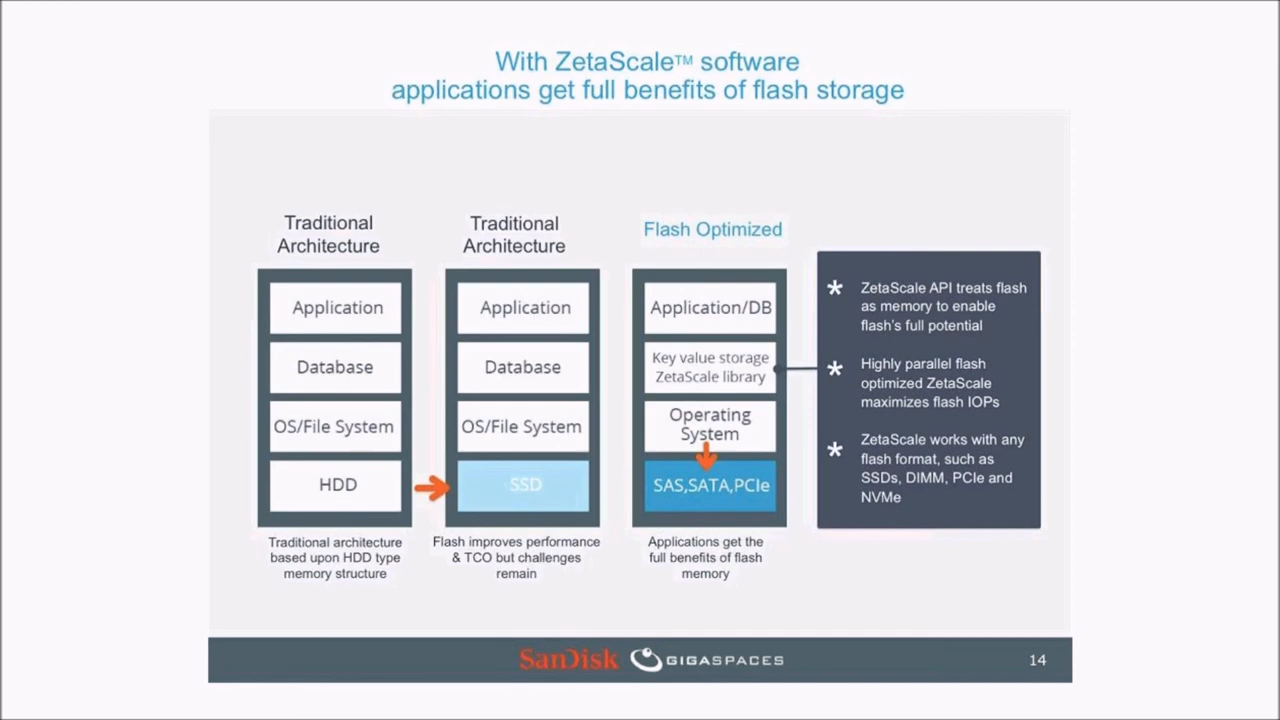 With ZetaScale™ software
applications get full benefits of flash storage
Traditional
Architecture
Application
Database
OS/File System
HDD
Traditional architecture
based upon HDD type
memory structure
Traditional
Architecture
Application
Database
OS/File System
SSD
Flash improves performance
& TCO but challenges
remain
Flash Optimized
Application/DB
Key value storage
ZetaScale library
Operating
System
SAS,SATA,PCIe
Applications get the
full benefits of flash
memory
* ZetaScale API treats flash
as memory to enable
flash's full potential
* Highly parallel flash
optimized ZetaScale
maximizes flash IOPs
* ZetaScale works with any
flash format, such as
SSDs, DIMM, PCIe and
NVMe
SanDisk GIGASPACES 14